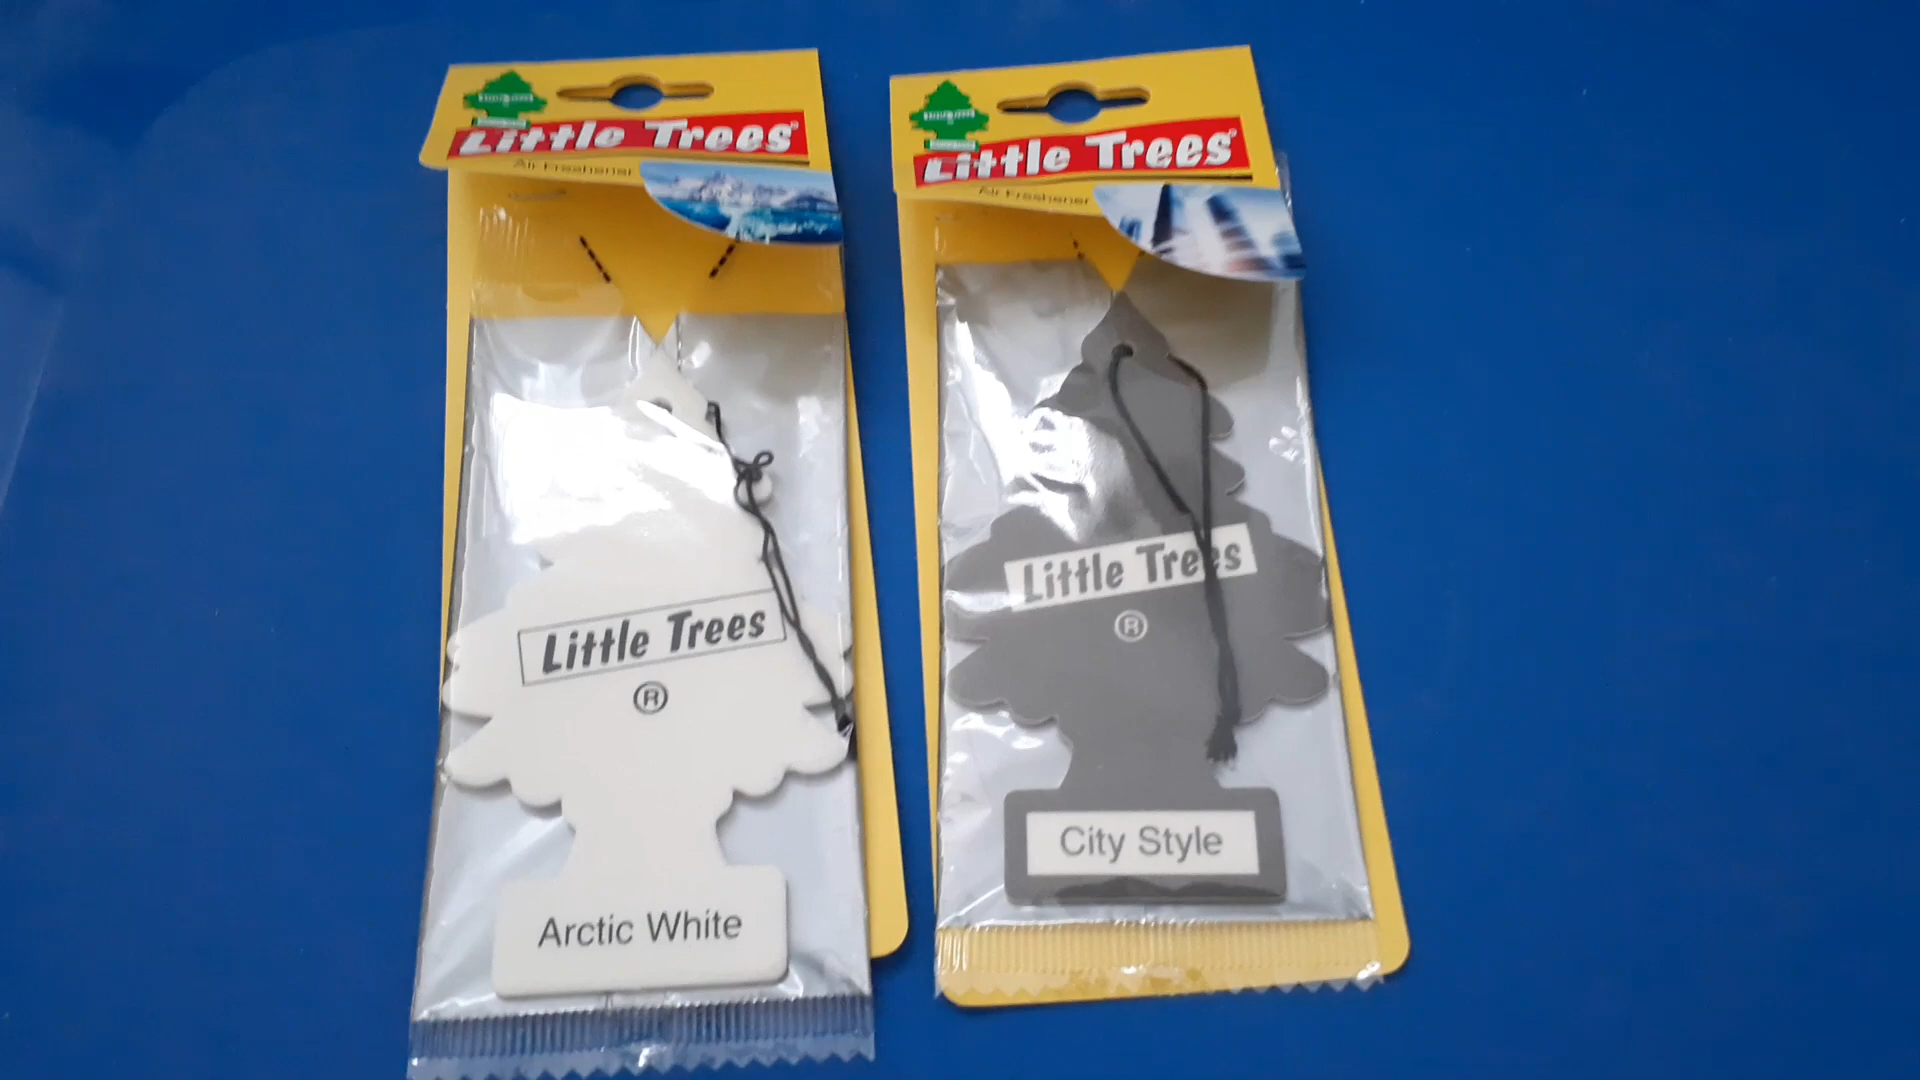 Little Trees
Air Freshener
Little Trees
®
Arctic White
Little Trees
Air Freshener
Little Trees
®
City Style